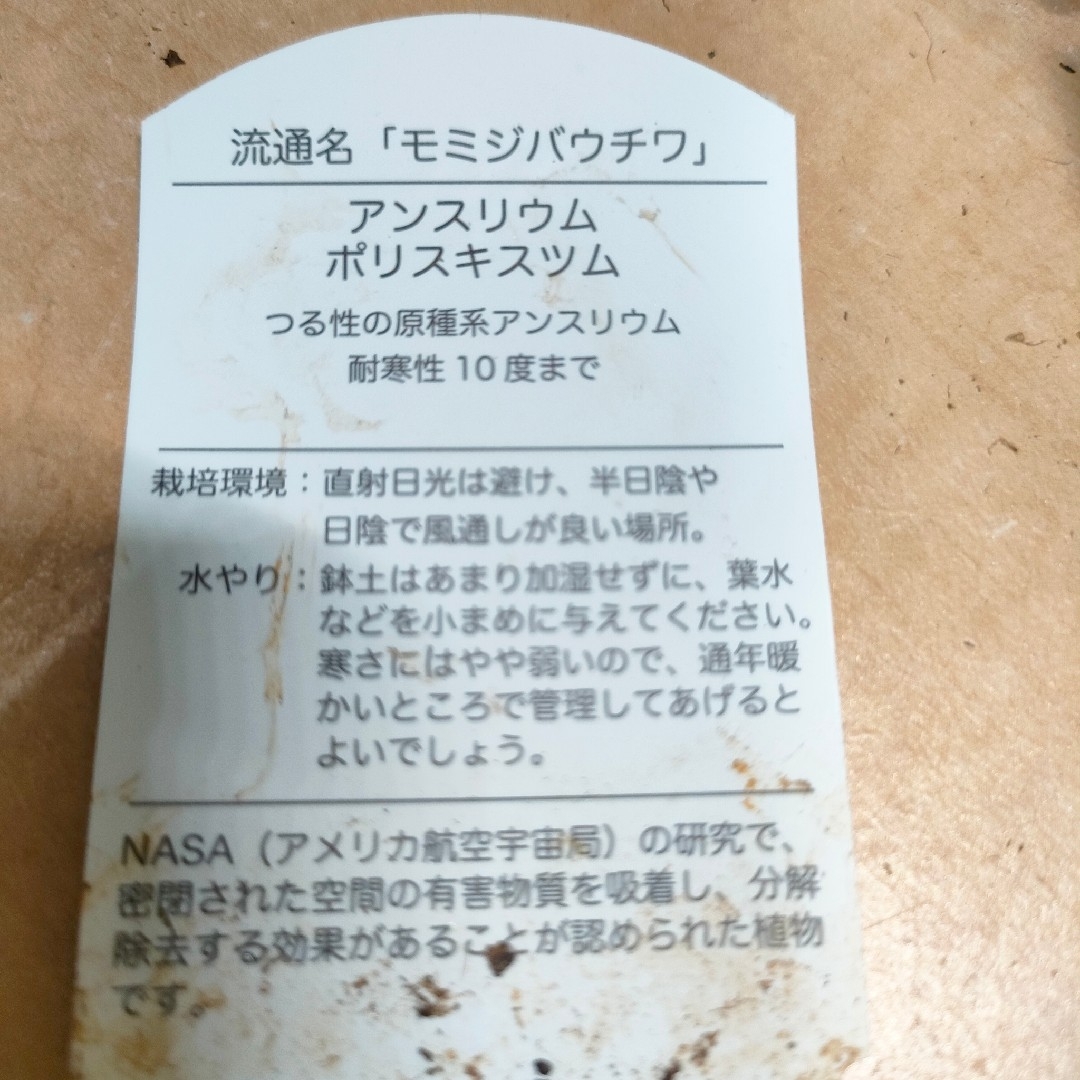 流通名「モミジバウチワ」
アンスリウム
ポリスキスツム
つる性の原種系アンスリウム
耐寒性 10 度まで
栽培環境：直射日光は避け、半日陰や
日陰で風通しが良い場所。
水やり：鉢土はあまり加湿せずに、葉水
などを小まめに与えてください。
寒さにはやや弱いので、通年暖
かいところで管理してあげると
よいでしょう。
NASA（アメリカ航空宇宙局）の研究で、
密閉された空間の有害物質を吸着し、分解
除去する効果があることが認められた植物
です。